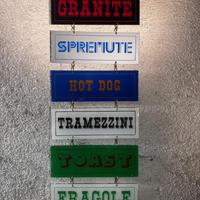 GRANITE
SPREMUTE
HOT DOG
TRAMEZZINI
TOAST
FRAGOLE